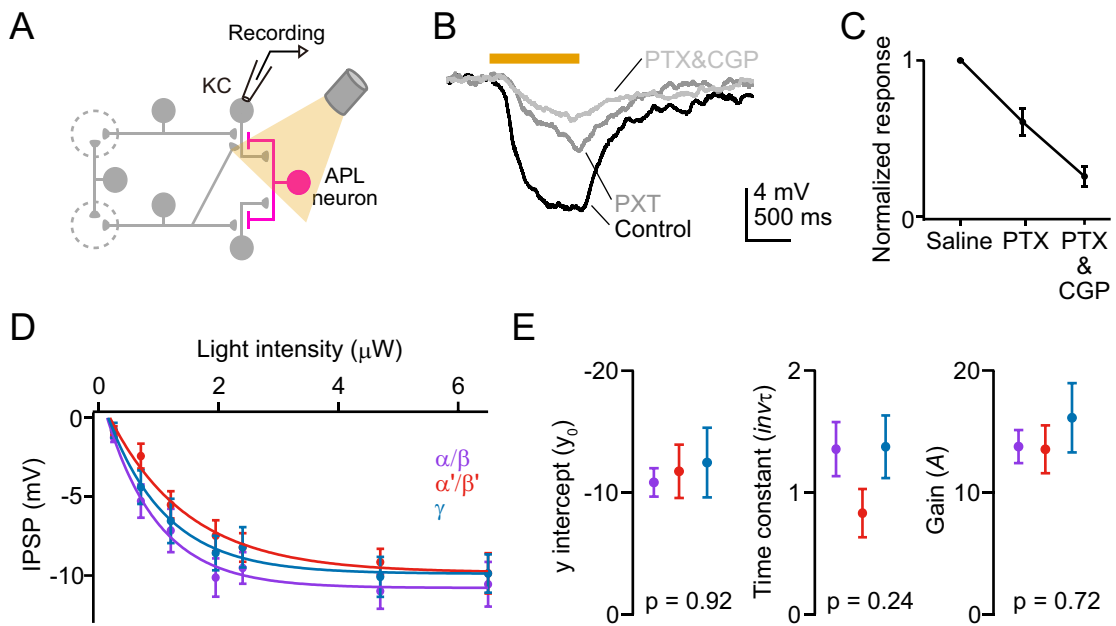 A
Recording
KC
APL
neuron
B
PTX&CGP
PXT
Control
4 mV
500 ms
C
Normalized response
1
0
Saline
PTX
PTX
&
CGP
D
Light intensity (μW)
0 2 4 6
IPSP (mV)
0
-5
-10
α/β
α'/β'
γ
E
y intercept (y₀)
-20
-10
0
p = 0.92
Time constant (invτ)
2
1
0
p = 0.24
Gain (A)
20
10
0
p = 0.72